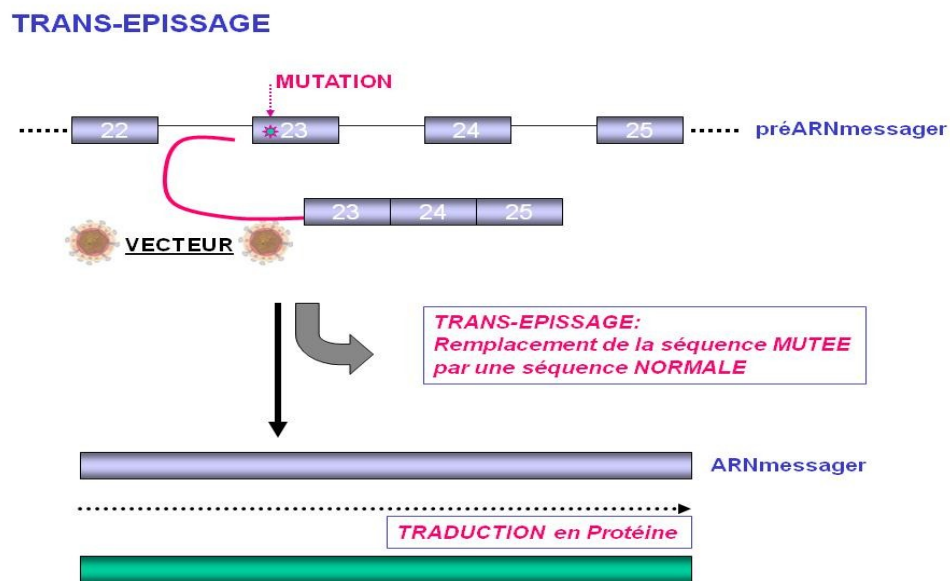 TRANS-EPISSAGE
MUTATION
22 23 24 25 préARNmessager
23 24 25
VECTEUR
TRANS-EPISSAGE:
Remplacement de la séquence MUTEE
par une séquence NORMALE
ARNmessager
TRADUCTION en Protéine